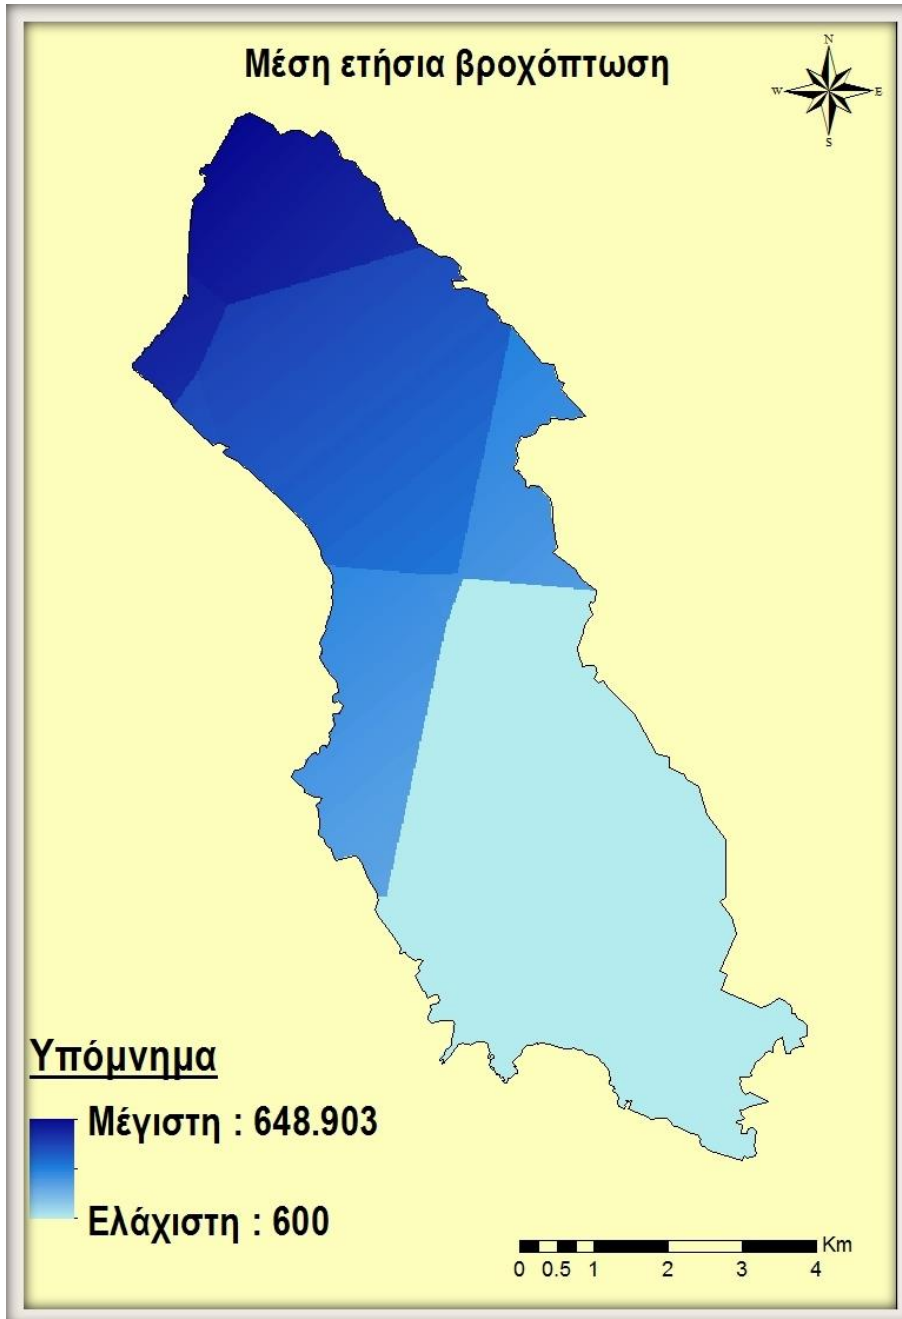 Μέση ετήσια βροχόπτωση
N
W E
S
Υπόμνημα
Μέγιστη : 648.903
Ελάχιστη : 600
Km
0 0.5 1 2 3 4